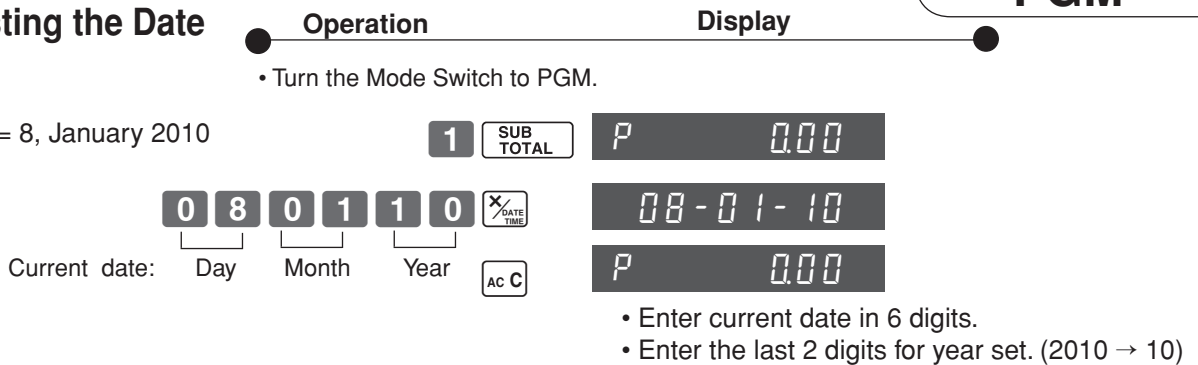 ting the Date
Operation
Display
PGM
• Turn the Mode Switch to PGM.
= 8, January 2010
1 SUB TOTAL
P 0.00
0 8 0 1 1 0 ×/DATE TIME
08-01-10
Current date: Day Month Year
AC C
P 0.00
• Enter current date in 6 digits.
• Enter the last 2 digits for year set. (2010 → 10)